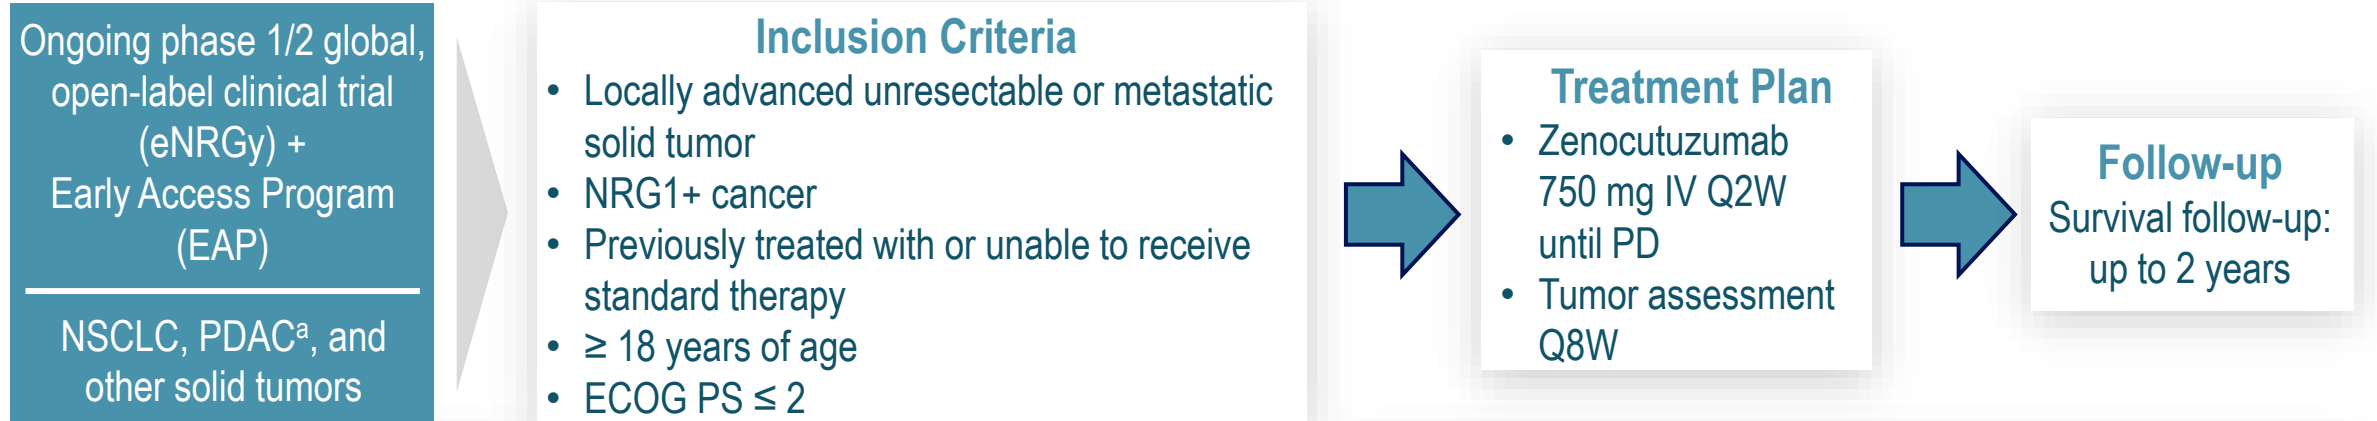 Ongoing phase 1/2 global,
open-label clinical trial
(eNRGy) +
Early Access Program
(EAP)
NSCLC, PDACᵃ, and
other solid tumors
Inclusion Criteria
• Locally advanced unresectable or metastatic
solid tumor
• NRG1+ cancer
• Previously treated with or unable to receive
standard therapy
• ≥ 18 years of age
• ECOG PS ≤ 2
Treatment Plan
• Zenocutuzumab
750 mg IV Q2W
until PD
• Tumor assessment
Q8W
Follow-up
Survival follow-up:
up to 2 years